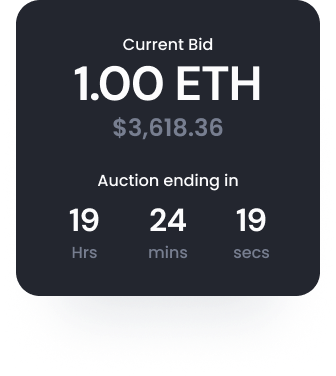 Current Bid
1.00 ETH
$3,618.36
Auction ending in
19 24 19
Hrs mins secs